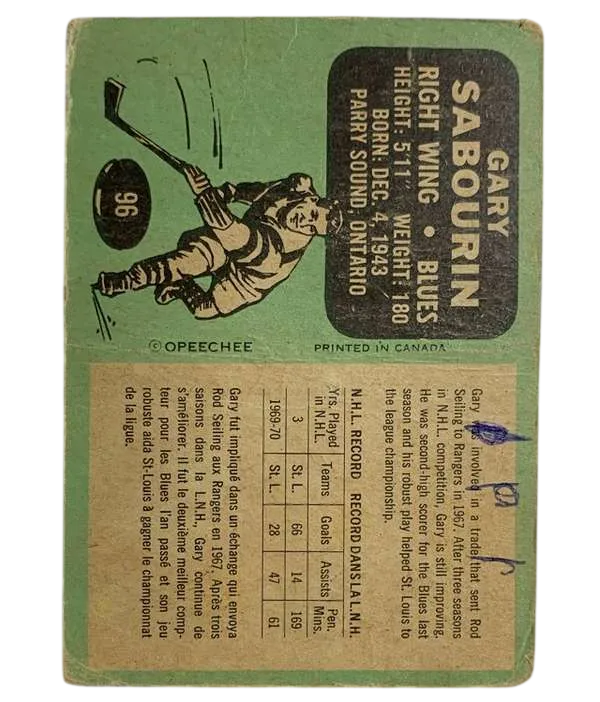 GARY
SABOURIN
RIGHT WING • BLUES
HEIGHT: 5'11" WEIGHT: 180
BORN: DEC. 4, 1943
PARRY SOUND, ONTARIO
96
© OPEECHEE
PRINTED IN CANADA
Gary was involved in a trade that sent Rod
Seiling to Rangers in 1967. After three seasons
in N.H.L. competition, Gary is still improving.
He was second-high scorer for the Blues last
season and his robust play helped St. Louis to
the league championship.
N.H.L. RECORD RECORD DANS LA L.N.H.
Yrs. Played in N.H.L. Teams Goals Assists Pen. Mins.
3 St. L. 66 14 169
1969-70 St. L. 28 47 61
Gary fut impliqué dans un échange qui envoya
Rod Seiling aux Rangers en 1967. Après trois
saisons dans la L.N.H., Gary continue de
s'améliorer. Il fut le deuxième meilleur comp-
teur pour les Blues l'an passé et son jeu
robuste aida St-Louis à gagner le championnat
de la ligue.